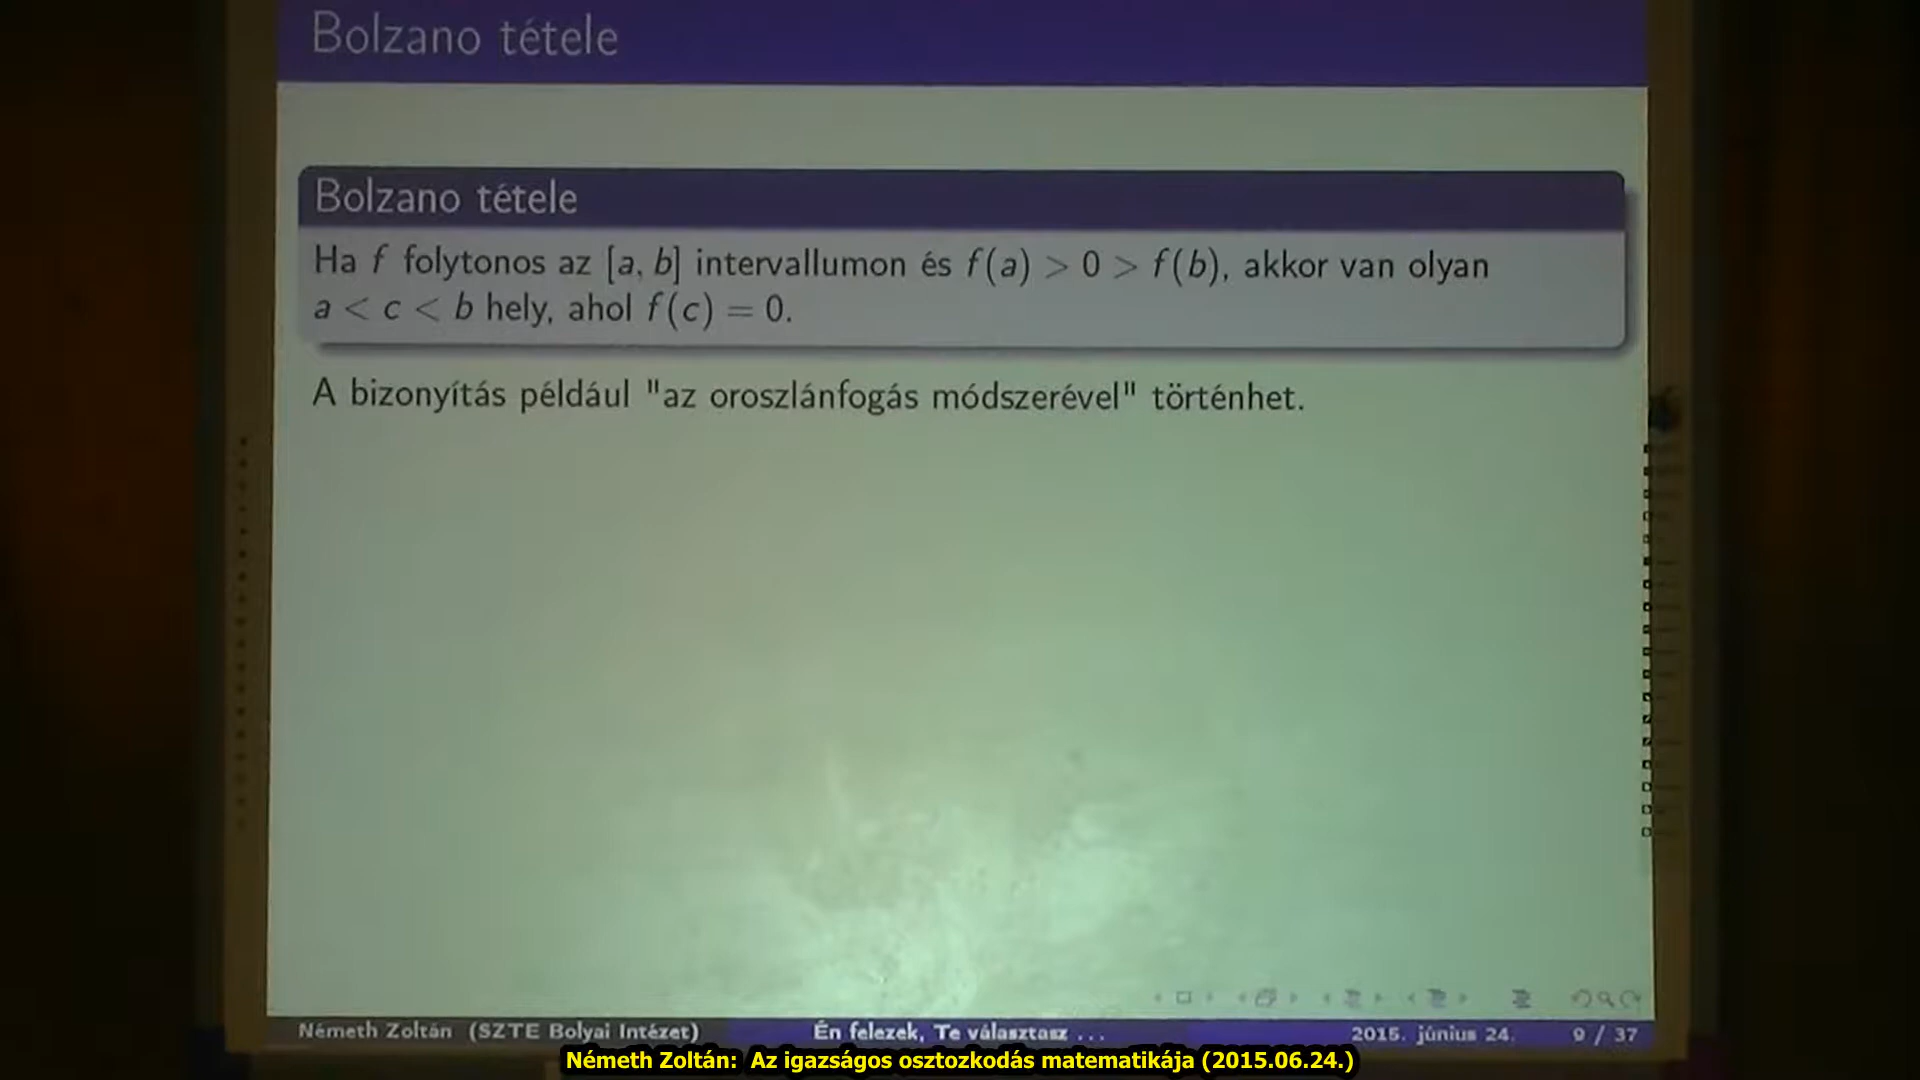 Bolzano tétele
Bolzano tétele
Ha f folytonos az [a, b] intervallumon és f(a) > 0 > f(b), akkor van olyan
a < c < b hely, ahol f(c) = 0.
A bizonyítás például "az oroszlánfogás módszerével" történhet.
Németh Zoltán (SZTE Bolyai Intézet) Én felezek, Te választasz ... 2015. június 24. 9 / 37
Németh Zoltán: Az igazságos osztozkodás matematikája (2015.06.24.)